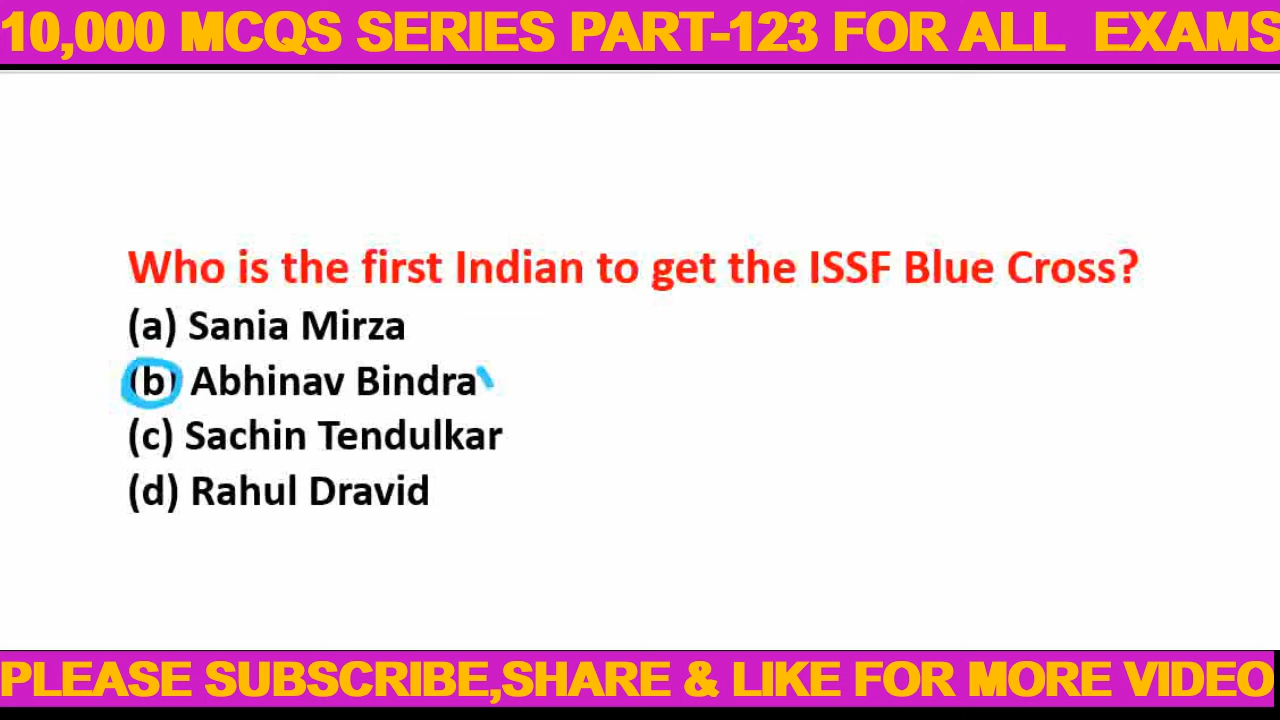 10,000 MCQS SERIES PART-123 FOR ALL EXAMS
Who is the first Indian to get the ISSF Blue Cross?
(a) Sania Mirza
(b) Abhinav Bindra
(c) Sachin Tendulkar
(d) Rahul Dravid
PLEASE SUBSCRIBE,SHARE & LIKE FOR MORE VIDEO